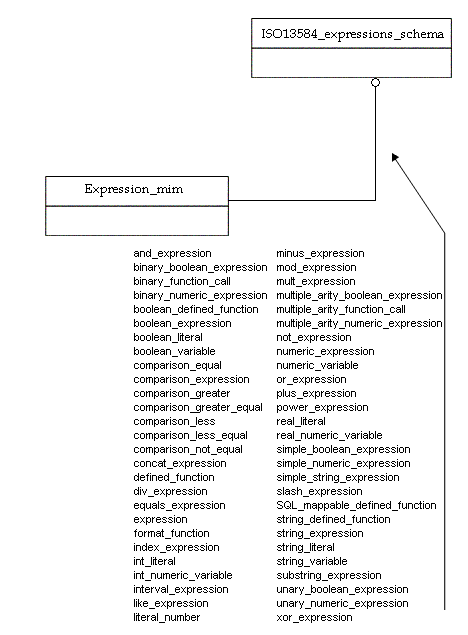 ISO13584_expressions_schema
Expression_mim
and_expression
binary_boolean_expression
binary_function_call
binary_numeric_expression
boolean_defined_function
boolean_expression
boolean_literal
boolean_variable
comparison_equal
comparison_expression
comparison_greater
comparison_greater_equal
comparison_less
comparison_less_equal
comparison_not_equal
concat_expression
defined_function
div_expression
equals_expression
expression
format_function
index_expression
int_literal
int_numeric_variable
interval_expression
like_expression
literal_number
minus_expression
mod_expression
mult_expression
multiple_arity_boolean_expression
multiple_arity_function_call
multiple_arity_numeric_expression
not_expression
numeric_expression
numeric_variable
or_expression
plus_expression
power_expression
real_literal
real_numeric_variable
simple_boolean_expression
simple_numeric_expression
simple_string_expression
slash_expression
SQL_mappable_defined_function
string_defined_function
string_expression
string_literal
string_variable
substring_expression
unary_boolean_expression
unary_numeric_expression
xor_expression